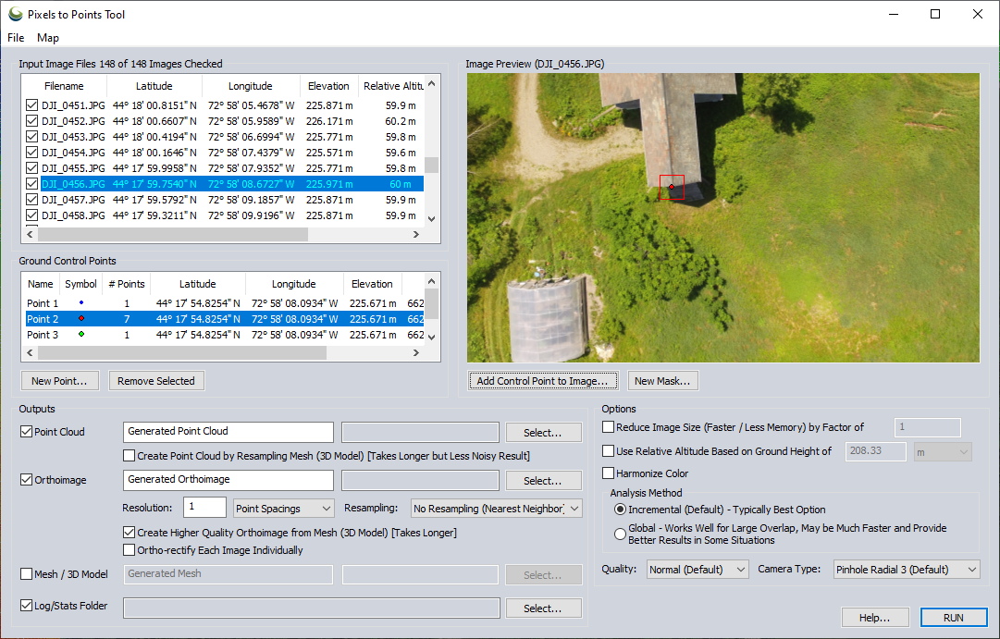 Pixels to Points Tool
File Map
Input Image Files 148 of 148 Images Checked
Filename Latitude Longitude Elevation Relative Altitu
DJI_0451.JPG 44° 18' 00.8151" N 72° 58' 05.4678" W 225.871 m 59.9 m
DJI_0452.JPG 44° 18' 00.6607" N 72° 58' 05.9589" W 226.171 m 60.2 m
DJI_0453.JPG 44° 18' 00.4194" N 72° 58' 06.6994" W 225.771 m 59.8 m
DJI_0454.JPG 44° 18' 00.1646" N 72° 58' 07.4379" W 225.571 m 59.6 m
DJI_0455.JPG 44° 17' 59.9958" N 72° 58' 07.9352" W 225.771 m 59.8 m
DJI_0456.JPG 44° 17' 59.7540" N 72° 58' 08.6727" W 225.971 m 60 m
DJI_0457.JPG 44° 17' 59.5792" N 72° 58' 09.1857" W 225.871 m 59.9 m
DJI_0458.JPG 44° 17' 59.3211" N 72° 58' 09.9196" W 225.871 m 59.9 m
Ground Control Points
Name Symbol # Points Latitude Longitude Elevation
Point 1 1 44° 17' 54.8254" N 72° 58' 08.0934" W 225.671 m 662
Point 2 7 44° 17' 54.8254" N 72° 58' 08.0934" W 225.671 m 662
Point 3 1 44° 17' 54.8254" N 72° 58' 08.0934" W 225.671 m 662
New Point... Remove Selected
Image Preview (DJI_0456.JPG)
Add Control Point to Image... New Mask...
Outputs
Point Cloud Generated Point Cloud Select...
Create Point Cloud by Resampling Mesh (3D Model) [Takes Longer but Less Noisy Result]
Orthoimage Generated Orthoimage Select...
Resolution: 1 Point Spacings Resampling: No Resampling (Nearest Neighbor)
Create Higher Quality Orthoimage from Mesh (3D Model) [Takes Longer]
Ortho-rectify Each Image Individually
Mesh / 3D Model Generated Mesh Select...
Log/Stats Folder Select...
Options
Reduce Image Size (Faster / Less Memory) by Factor of 1
Use Relative Altitude Based on Ground Height of 208.33 m
Harmonize Color
Analysis Method
Incremental (Default) - Typically Best Option
Global - Works Well for Large Overlap, May be Much Faster and Provide
Better Results in Some Situations
Quality: Normal (Default) Camera Type: Pinhole Radial 3 (Default)
Help... RUN